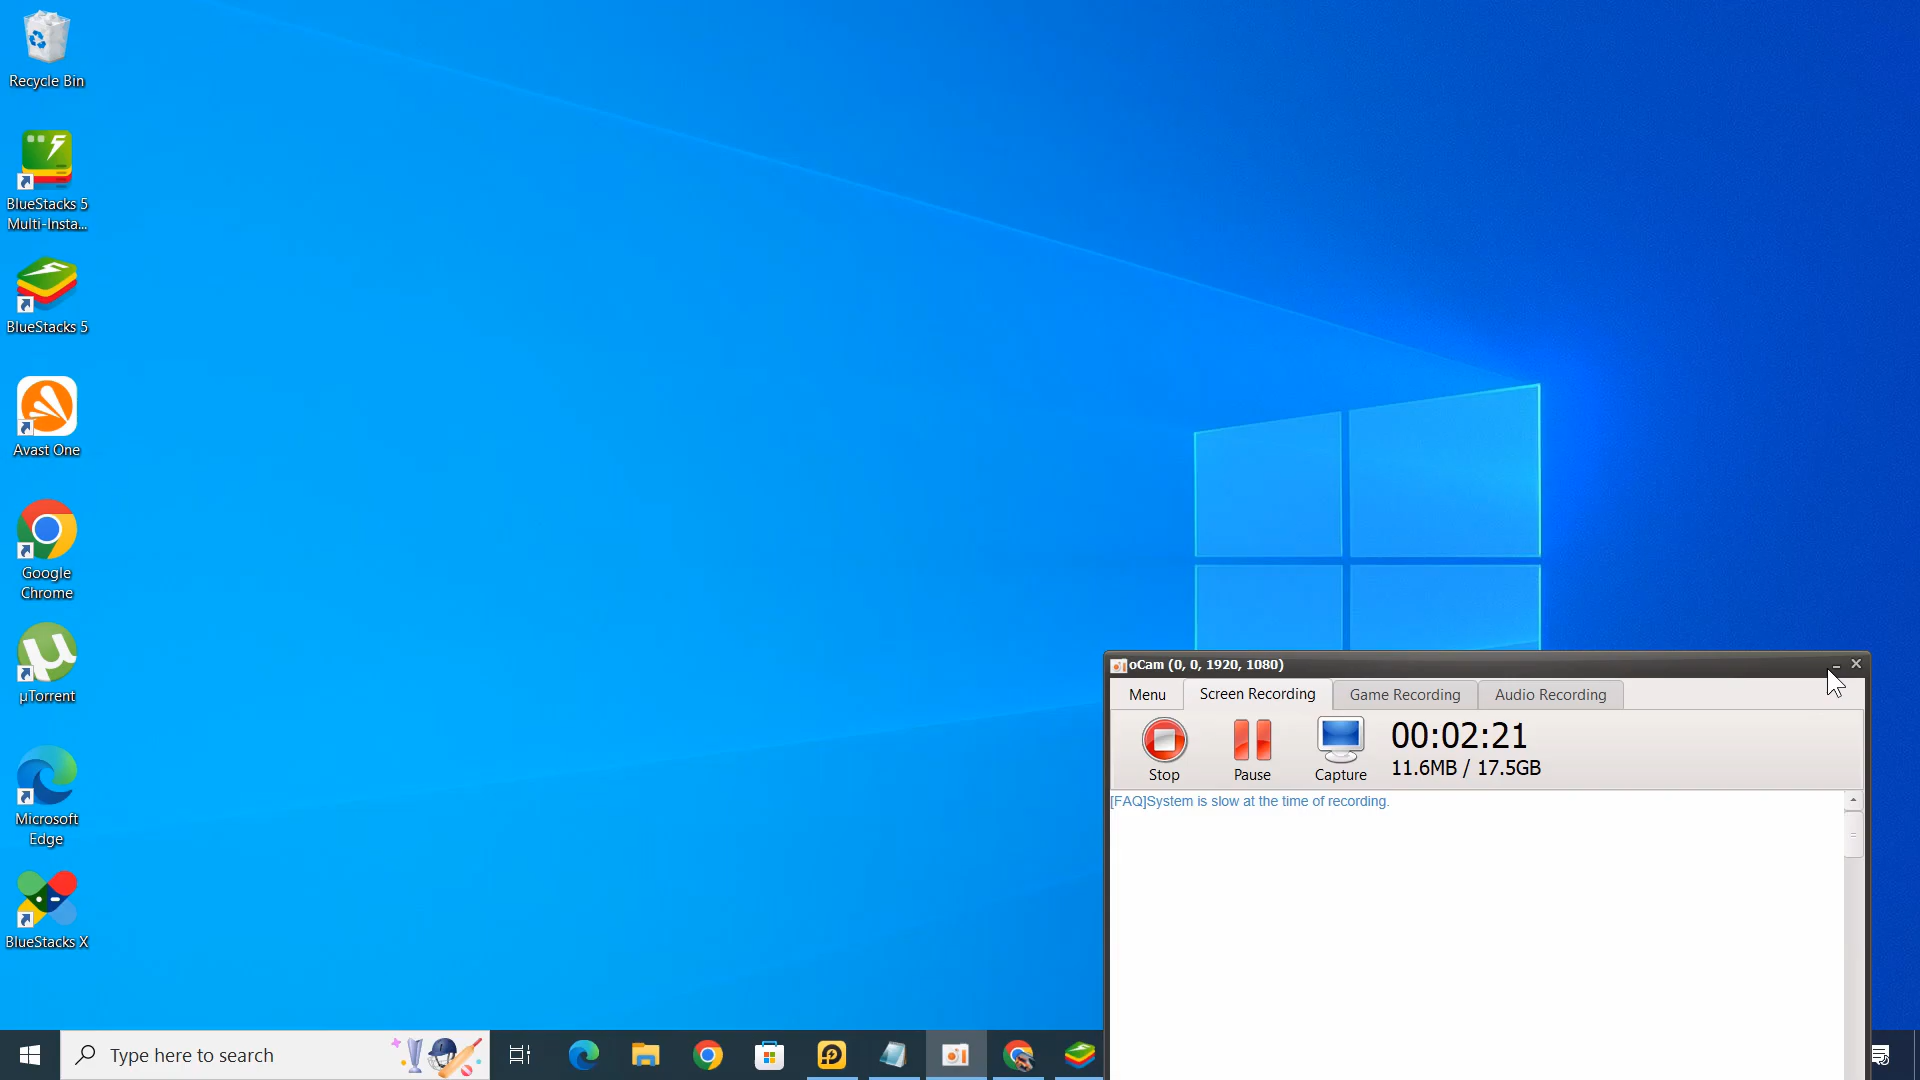 Recycle Bin
BlueStacks 5
Multi-Insta...
BlueStacks 5
Avast One
Google
Chrome
µTorrent
Microsoft
Edge
BlueStacks X
oCam (0, 0, 1920, 1080)
Menu
Screen Recording
Game Recording
Audio Recording
Stop
Pause
Capture
00:02:21
11.6MB / 17.5GB
[FAQ]System is slow at the time of recording.
Type here to search